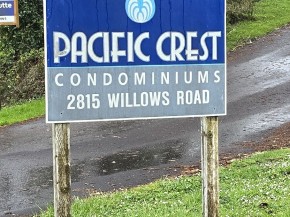 PACIFIC CREST
CONDOMINIUMS
2815 WILLOWS ROAD